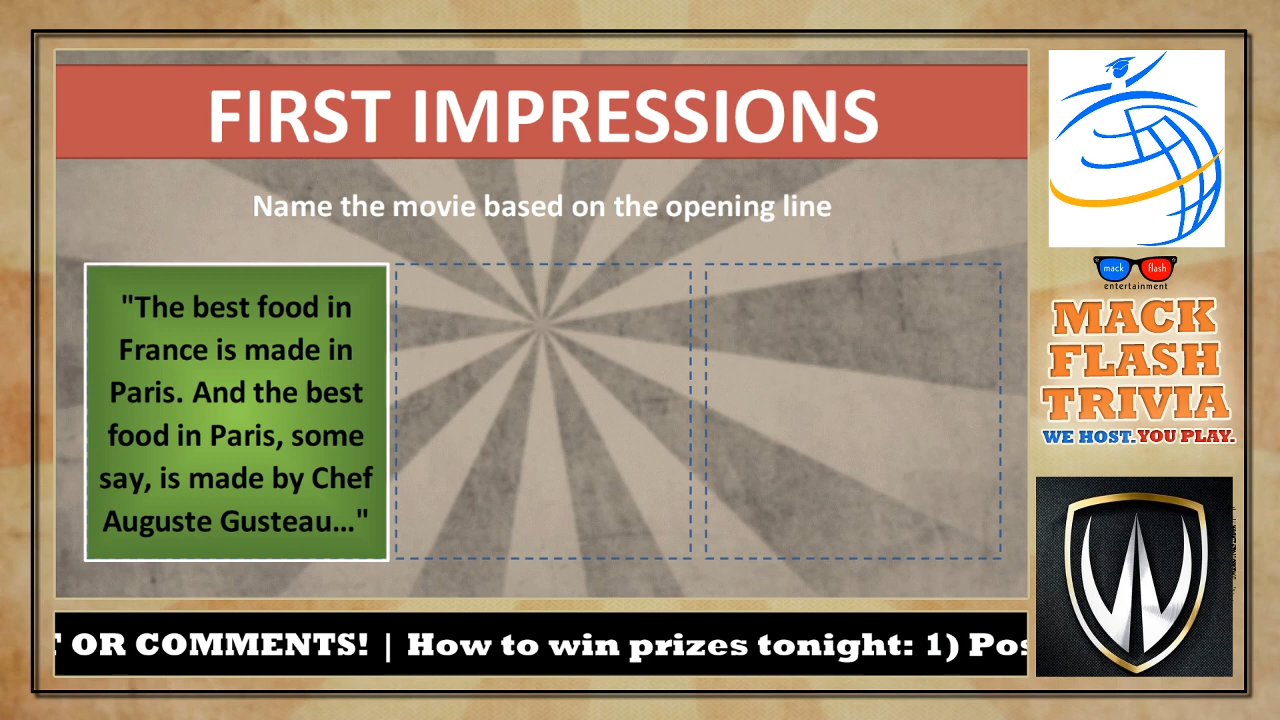 FIRST IMPRESSIONS
Name the movie based on the opening line
"The best food in
France is made in
Paris. And the best
food in Paris, some
say, is made by Chef
Auguste Gusteau..."
mack flash
entertainment
MACK
FLASH
TRIVIA
WE HOST. YOU PLAY.
T OR COMMENTS! | How to win prizes tonight: 1) Pos